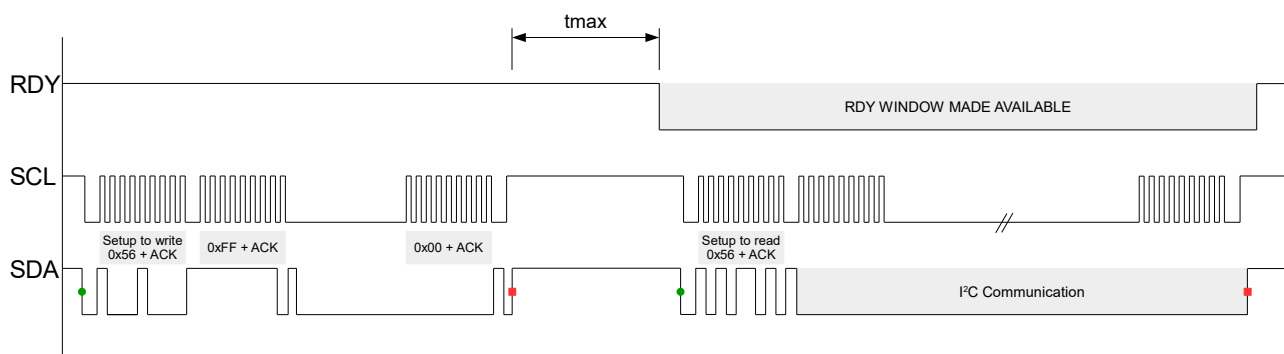 tmax
RDY
RDY WINDOW MADE AVAILABLE
SCL
Setup to write
0x56 + ACK
0xFF + ACK
0x00 + ACK
Setup to read
0x56 + ACK
SDA
I²C Communication